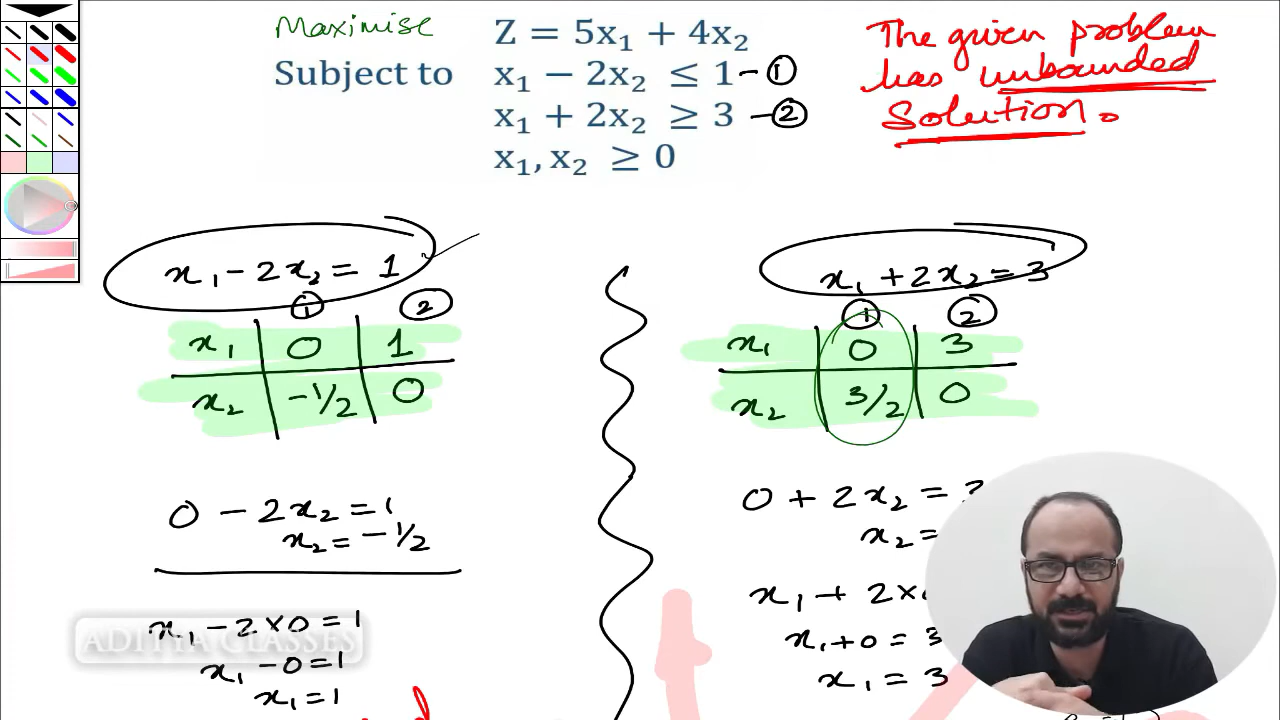 Maximise Z = 5x₁ + 4x₂
Subject to x₁ − 2x₂ ≤ 1 – ①
x₁ + 2x₂ ≥ 3 – ②
x₁, x₂ ≥ 0
The given problem
has unbounded
Solution.
x₁ − 2x₂ = 1
① ②
x₁ 0 1
x₂ −1/2 0
0 − 2x₂ = 1
x₂ = −1/2
x₁ − 2×0 = 1
x₁ − 0 = 1
x₁ = 1
ADITYA CLASSES
x₁ + 2x₂ = 3
① ②
x₁ 0 3
x₂ 3/2 0
0 + 2x₂ = 3
x₂ =
x₁ + 2×
x₁ + 0 = 3
x₁ = 3